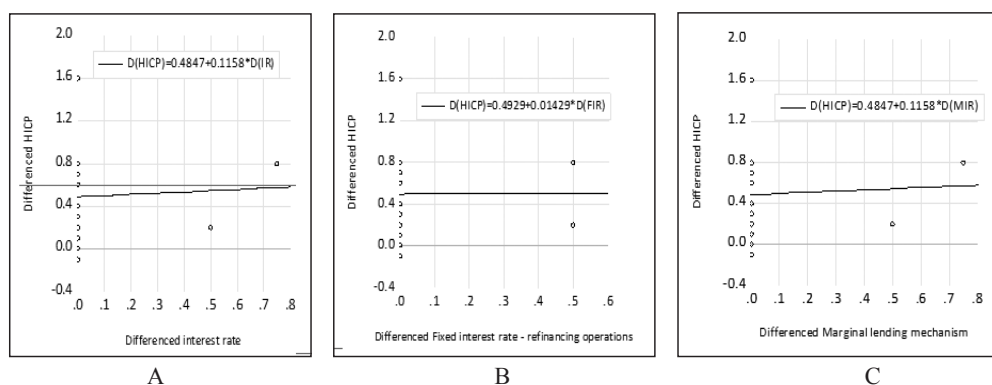 D(HICP)=0.4847+0.1158*D(IR)
Differenced HICP
2.0
1.6
1.2
0.8
0.4
0.0
-0.4
.0 .1 .2 .3 .4 .5 .6 .7 .8
Differenced interest rate
A
D(HICP)=0.4929+0.01429*D(FIR)
Differenced HICP
2.0
1.6
1.2
0.8
0.4
0.0
-0.4
.0 .1 .2 .3 .4 .5 .6
Differenced Fixed interest rate - refinancing operations
B
D(HICP)=0.4847+0.1158*D(MIR)
Differenced HICP
2.0
1.6
1.2
0.8
0.4
0.0
-0.4
.0 .1 .2 .3 .4 .5 .6 .7 .8
Differenced Marginal lending mechanism
C